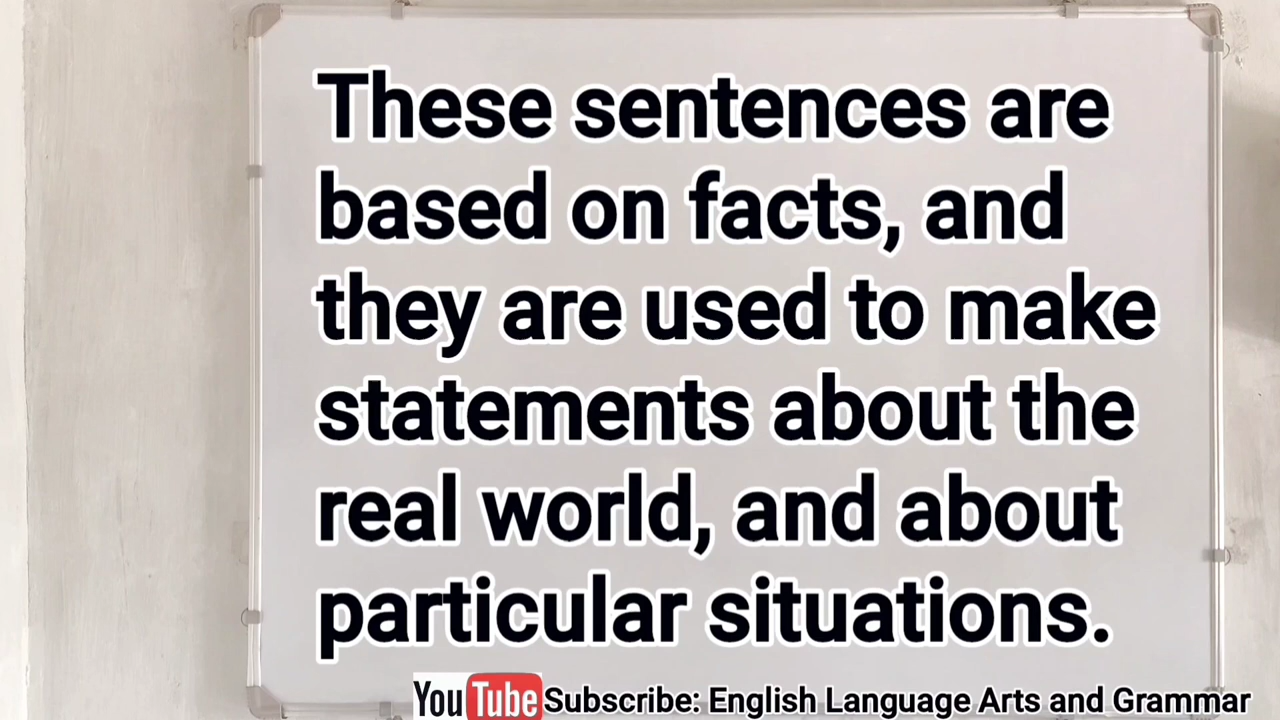 These sentences are
based on facts, and
they are used to make
statements about the
real world, and about
particular situations.
YouTube Subscribe: English Language Arts and Grammar